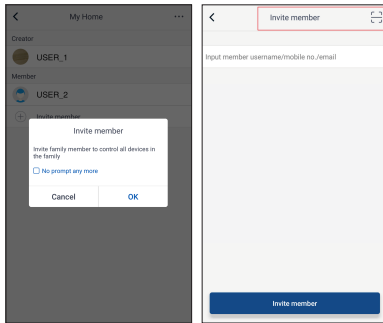 My Home
Creator
USER_1
Member
USER_2
Invite member
Invite member
Invite family member to control all devices in
the family
No prompt any more
Cancel OK
Invite member
Input member username/mobile no./email
Invite member